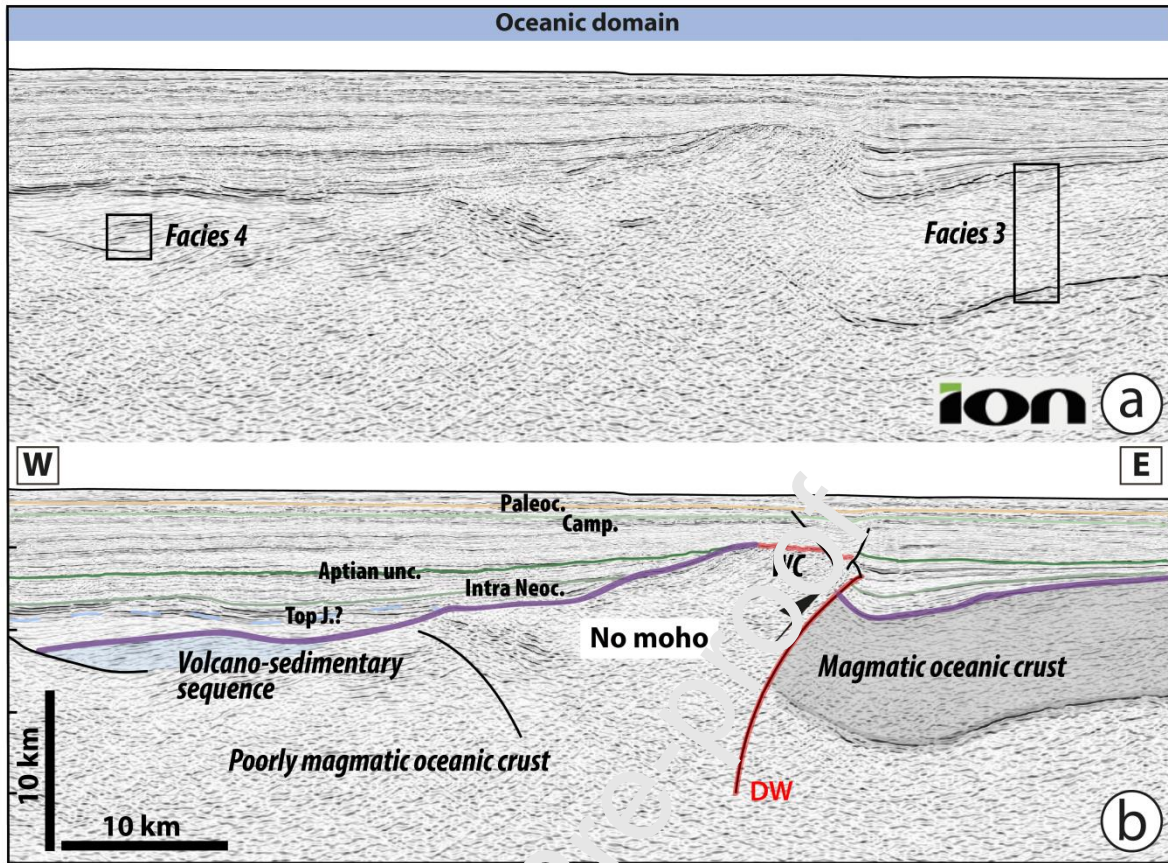 Oceanic domain
Facies 4
Facies 3
ion
a
W
E
Paleoc.
Camp.
Aptian unc.
Intra Neoc.
Top J.?
No moho
Volcano-sedimentary
sequence
Magmatic oceanic crust
Poorly magmatic oceanic crust
DW
10 km
10 km
b